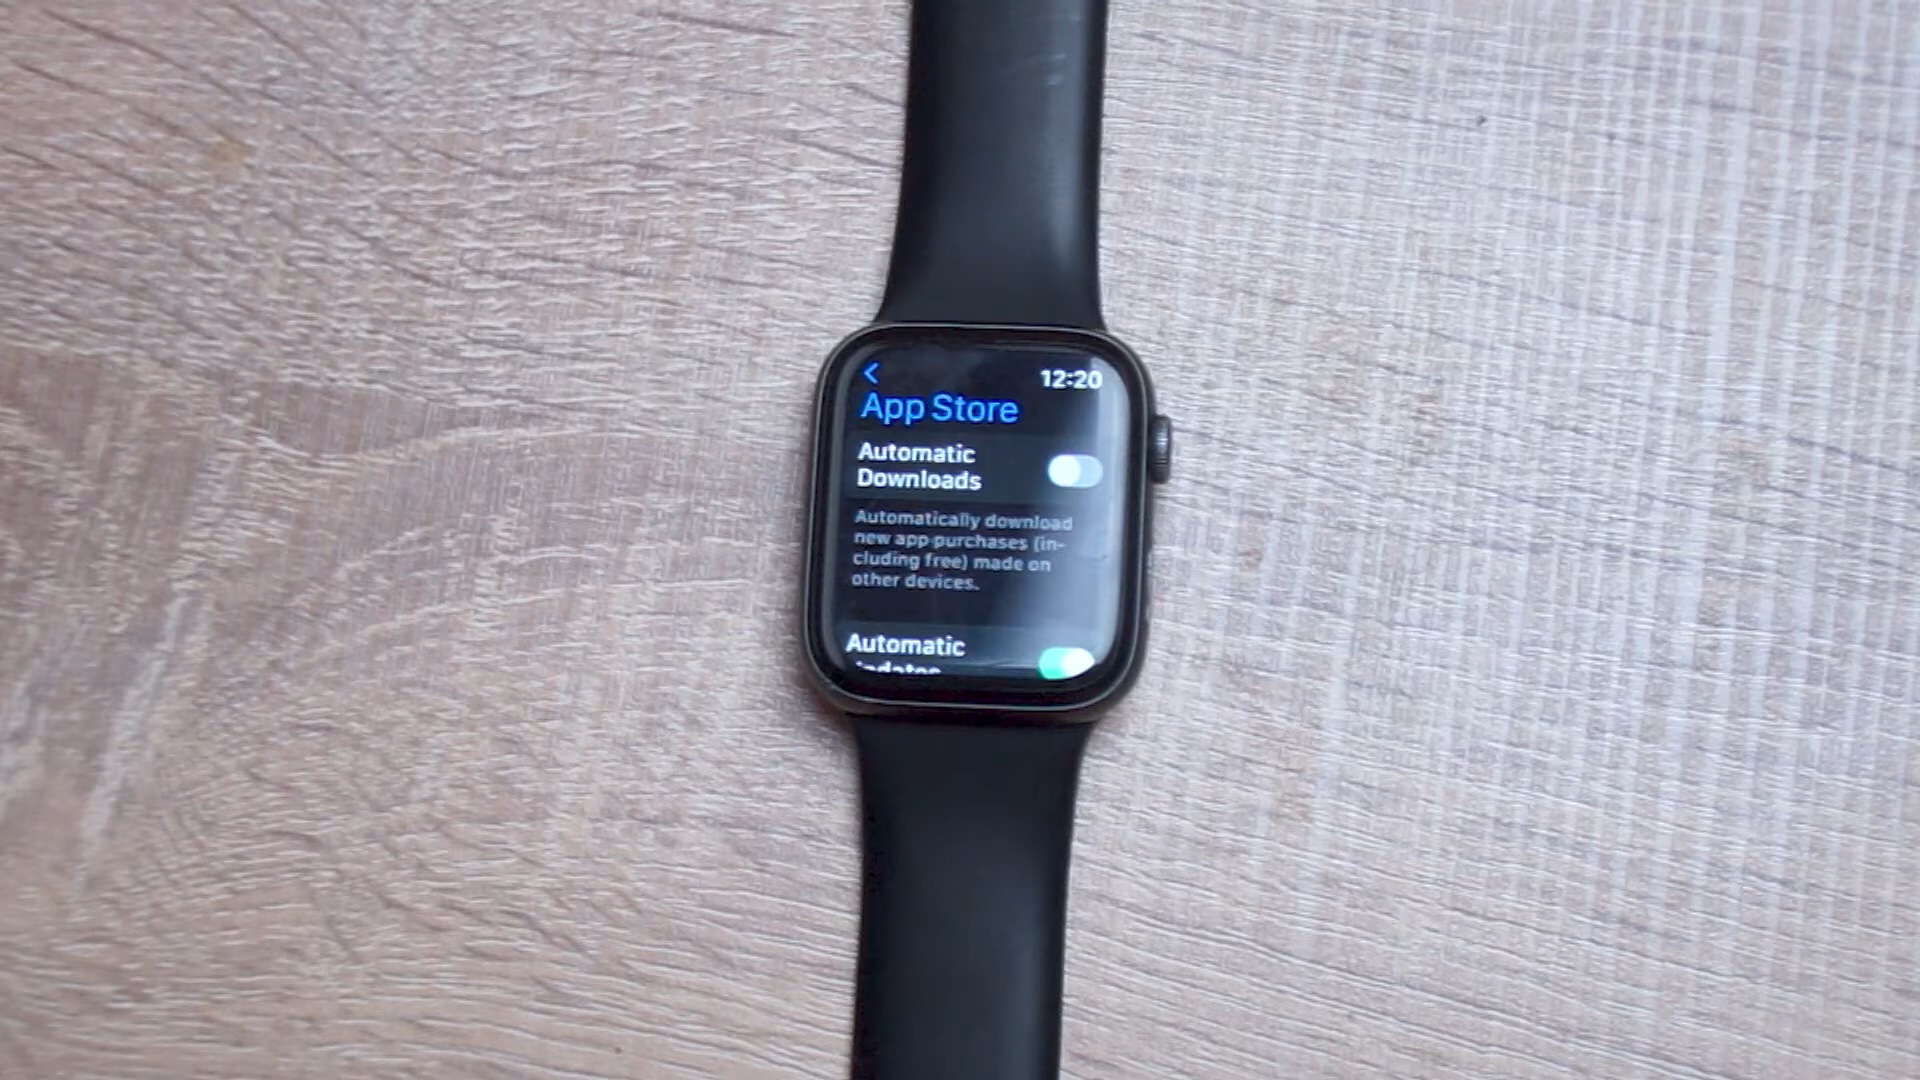 12:20
App Store
Automatic
Downloads
Automatically download
new app purchases (in-
cluding free) made on
other devices.
Automatic